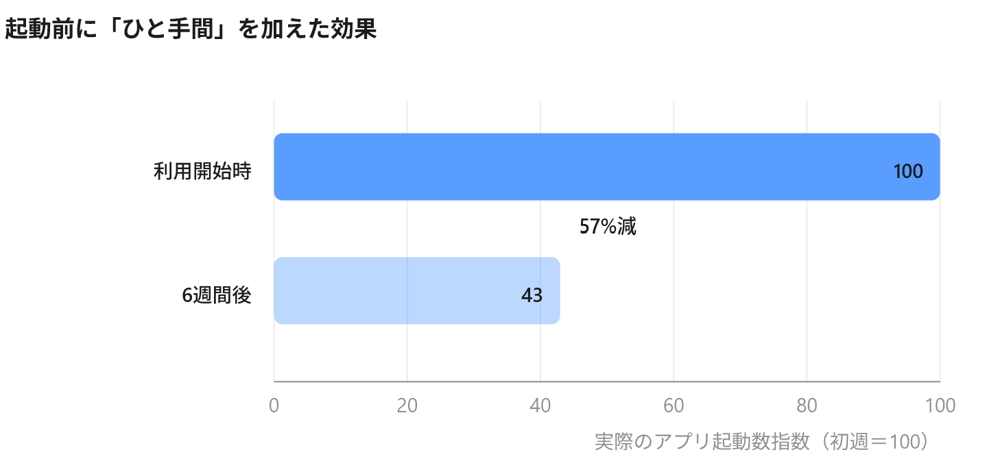 起動前に「ひと手間」を加えた効果
利用開始時
100
57%減
6週間後
43
0 20 40 60 80 100
実際のアプリ起動数指数（初週＝100）